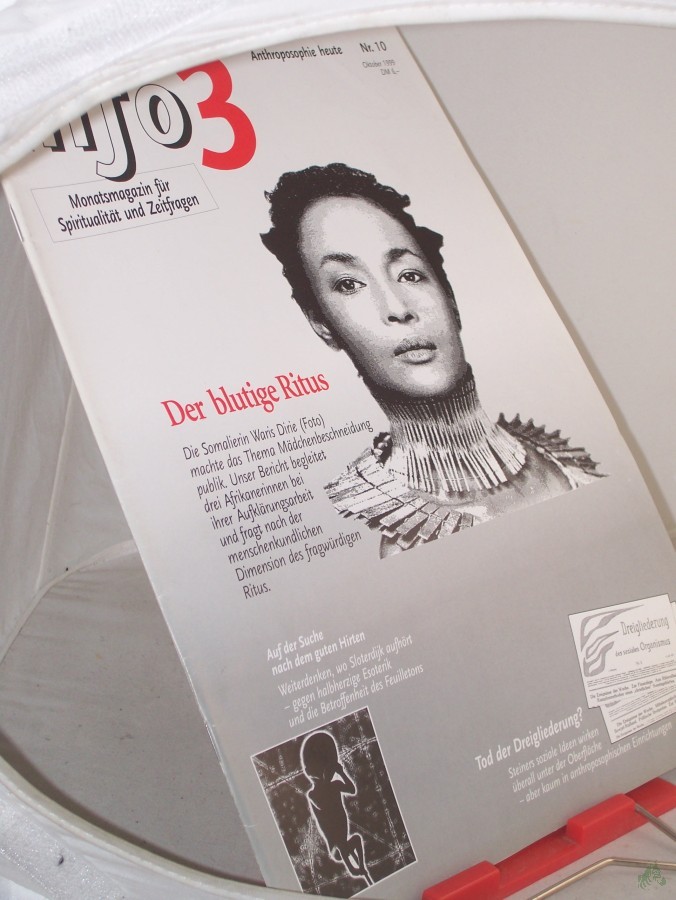 Anthroposophie heute Nr. 10
Oktober 1999
DM 6,–
info3
Monatsmagazin für
Spiritualität und Zeitfragen
Der blutige Ritus
Die Somalierin Waris Dirie (Foto)
machte das Thema Mädchenbeschneidung
publik. Unser Bericht begleitet
drei Afrikanerinnen bei
ihrer Aufklärungsarbeit
und fragt nach der
menschenkundlichen
Dimension des fragwürdigen
Ritus.
Auf der Suche
nach dem guten Hirten
Weiterdenken, wo Sloterdijk aufhört
– gegen halbherzige Esoterik
und die Betroffenheit des Feuilletons
Dreigliederung
des sozialen Organismus
Tod der Dreigliederung?
Steiners soziale Ideen wirken
überall unter der Oberfläche
– aber kaum in anthroposophischen Einrichtungen